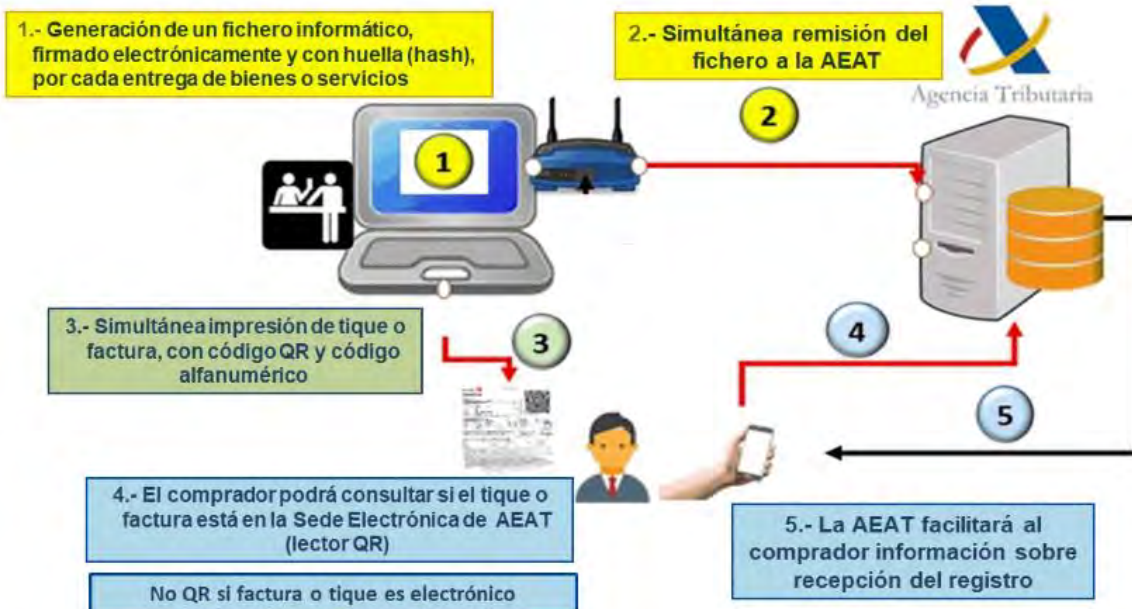 1.- Generación de un fichero informático,
firmado electrónicamente y con huella (hash),
por cada entrega de bienes o servicios
2.- Simultánea remisión del
fichero a la AEAT
Agencia Tributaria
1
2
3.- Simultánea impresión de tique o
factura, con código QR y código
alfanumérico
3
4
5
4.- El comprador podrá consultar si el tique o
factura está en la Sede Electrónica de AEAT
(lector QR)
5.- La AEAT facilitará al
comprador información sobre
recepción del registro
No QR si factura o tique es electrónico